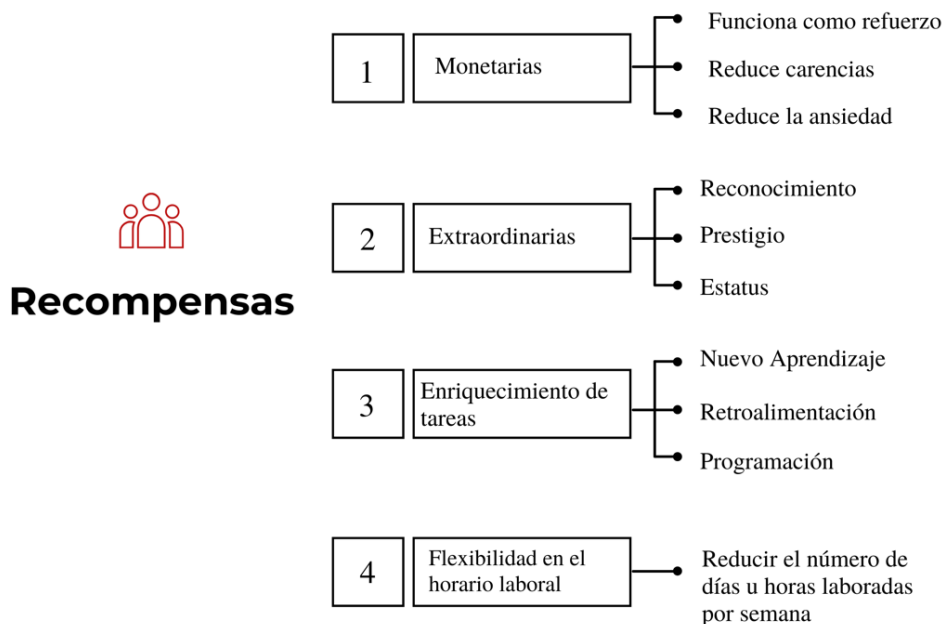 Recompensas
1
Monetarias
Funciona como refuerzo
Reduce carencias
Reduce la ansiedad
2
Extraordinarias
Reconocimiento
Prestigio
Estatus
3
Enriquecimiento de
tareas
Nuevo Aprendizaje
Retroalimentación
Programación
4
Flexibilidad en el
horario laboral
Reducir el número de
días u horas laboradas
por semana